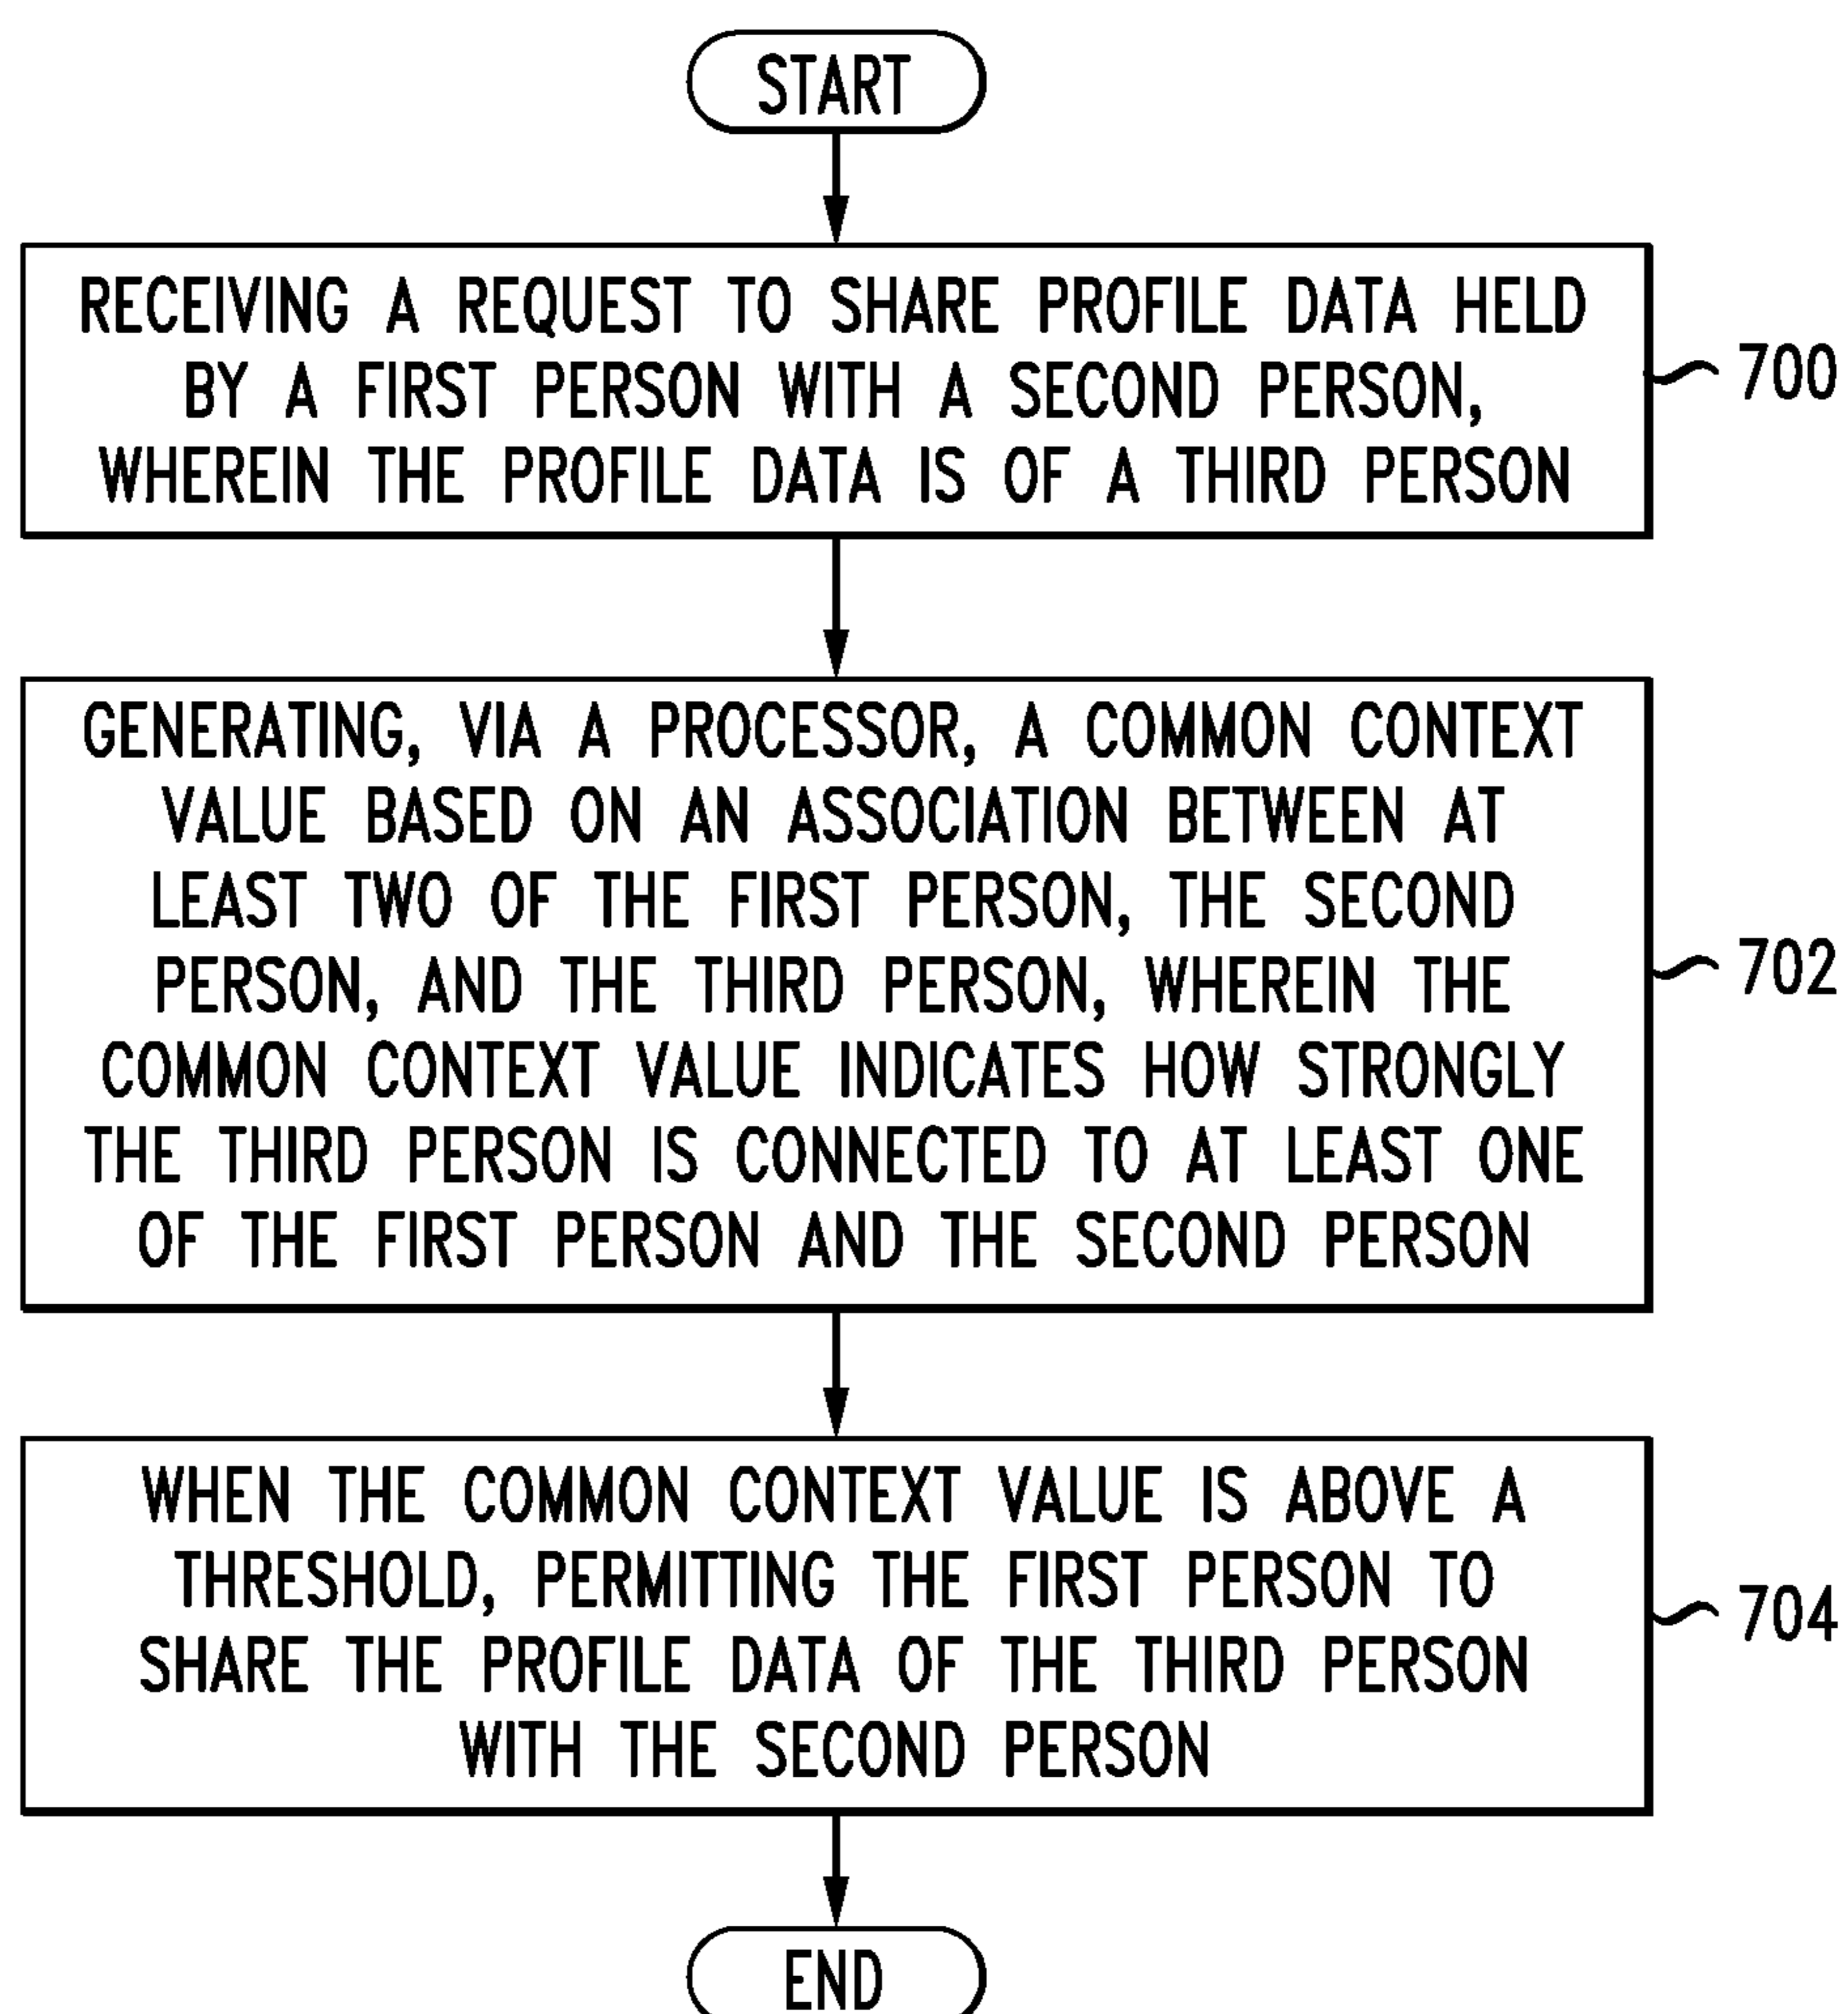 START
RECEIVING A REQUEST TO SHARE PROFILE DATA HELD
BY A FIRST PERSON WITH A SECOND PERSON,
WHEREIN THE PROFILE DATA IS OF A THIRD PERSON
700
GENERATING, VIA A PROCESSOR, A COMMON CONTEXT
VALUE BASED ON AN ASSOCIATION BETWEEN AT
LEAST TWO OF THE FIRST PERSON, THE SECOND
PERSON, AND THE THIRD PERSON, WHEREIN THE
COMMON CONTEXT VALUE INDICATES HOW STRONGLY
THE THIRD PERSON IS CONNECTED TO AT LEAST ONE
OF THE FIRST PERSON AND THE SECOND PERSON
702
WHEN THE COMMON CONTEXT VALUE IS ABOVE A
THRESHOLD, PERMITTING THE FIRST PERSON TO
SHARE THE PROFILE DATA OF THE THIRD PERSON
WITH THE SECOND PERSON
704
END